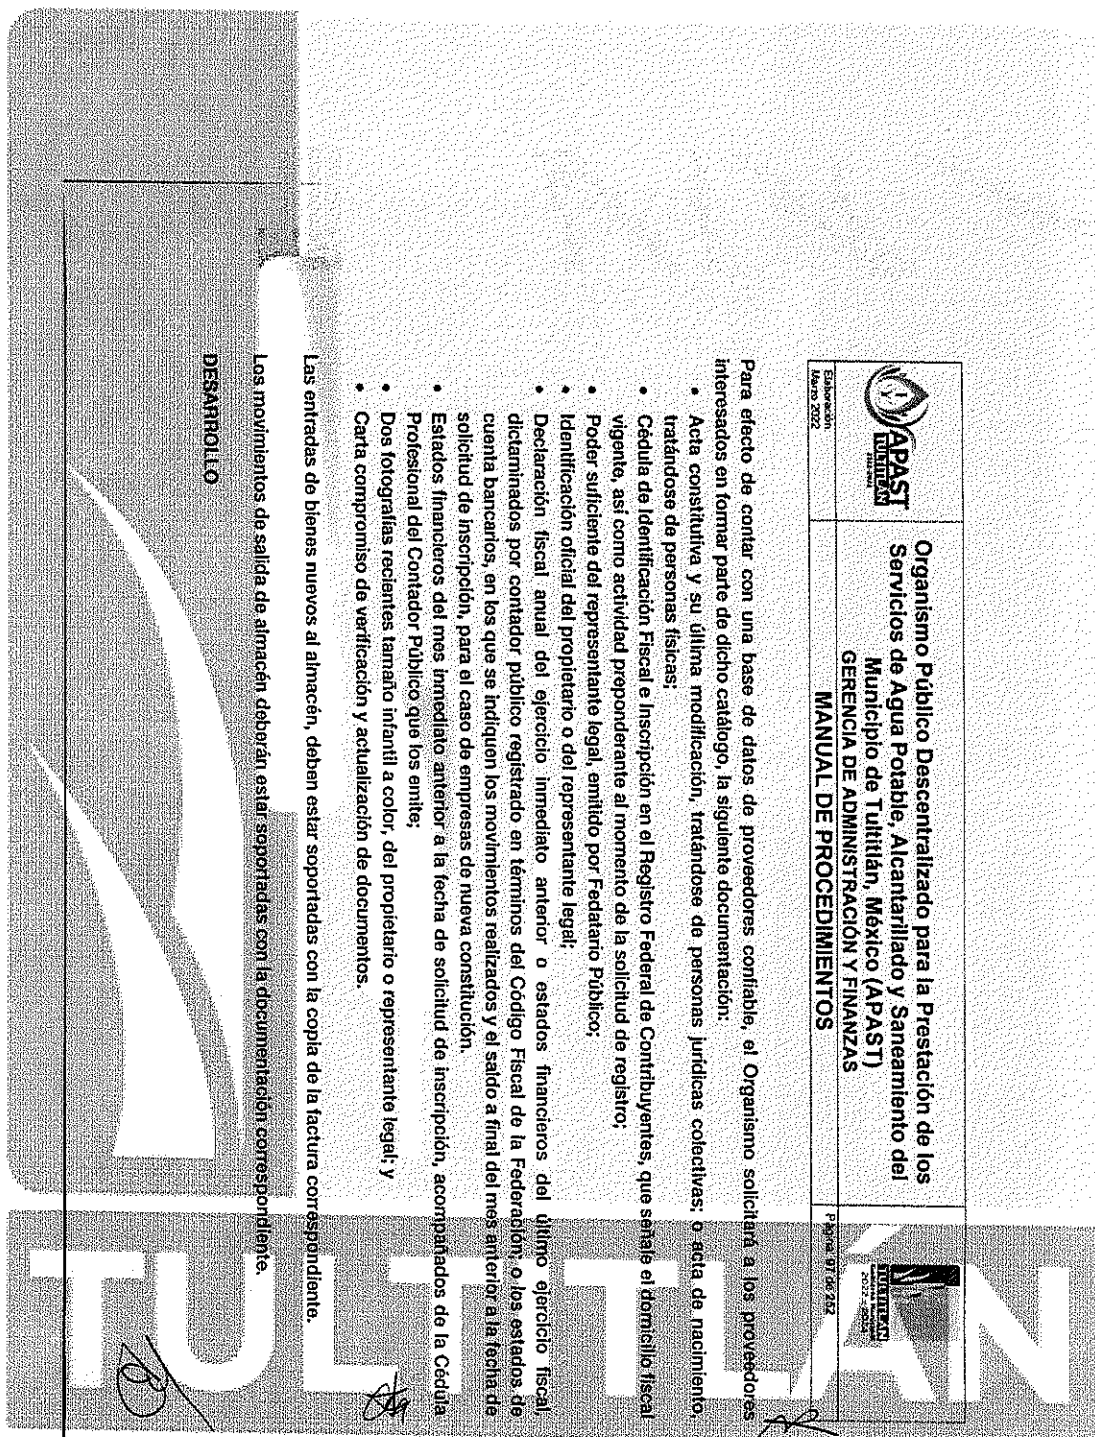 APAST
TULTITLÁN
Organismo Público Descentralizado para la Prestación de los
Servicios de Agua Potable, Alcantarillado y Saneamiento del
Municipio de Tultitlán, México (APAST)
GERENCIA DE ADMINISTRACIÓN Y FINANZAS
MANUAL DE PROCEDIMIENTOS
TULTITLÁN
2022 - 2024
Elaboración:
Marzo 2022
Página 97 de 252
Para efecto de contar con una base de datos de proveedores confiable, el Organismo solicitará a los proveedores
interesados en formar parte de dicho catálogo, la siguiente documentación:
• Acta constitutiva y su última modificación, tratándose de personas jurídicas colectivas; o acta de nacimiento,
tratándose de personas físicas;
• Cédula de Identificación Fiscal e Inscripción en el Registro Federal de Contribuyentes, que señale el domicilio fiscal
vigente, así como actividad preponderante al momento de la solicitud de registro;
• Poder suficiente del representante legal, emitido por Fedatario Público;
• Identificación oficial del propietario o del representante legal;
• Declaración fiscal anual del ejercicio inmediato anterior o estados financieros del último ejercicio fiscal,
dictaminados por contador público registrado en términos del Código Fiscal de la Federación; o los estados de
cuenta bancarios, en los que se indiquen los movimientos realizados y el saldo a final del mes anterior a la fecha de
solicitud de inscripción, para el caso de empresas de nueva constitución.
• Estados financieros del mes inmediato anterior a la fecha de solicitud de inscripción, acompañados de la Cédula
Profesional del Contador Público que los emite;
• Dos fotografías recientes tamaño infantil a color, del propietario o representante legal; y
• Carta compromiso de verificación y actualización de documentos.
Las entradas de bienes nuevos al almacén, deben estar soportadas con la copia de la factura correspondiente.
Los movimientos de salida de almacén deberán estar soportadas con la documentación correspondiente.
DESARROLLO
TULTITLÁN